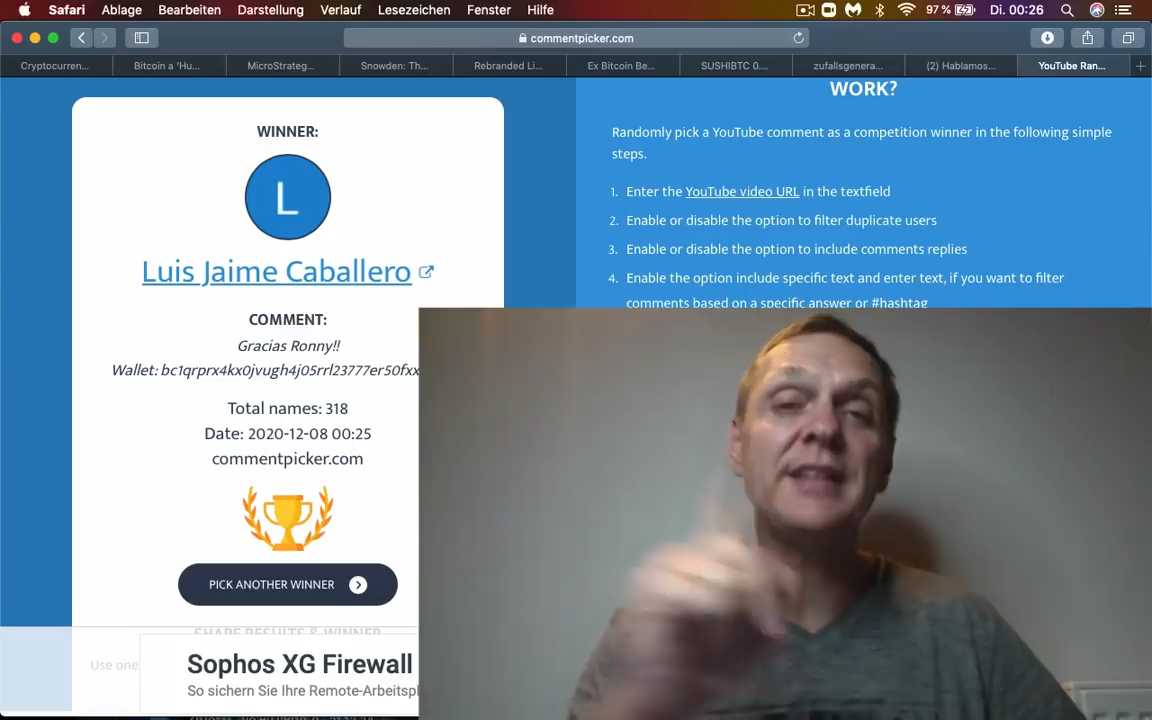 Safari Ablage Bearbeiten Darstellung Verlauf Lesezeichen Fenster Hilfe 97 % Di. 00:26
commentpicker.com
Cryptocurren... Bitcoin a 'Hu... MicroStrateg... Snowden: Th... Rebranded Li... Ex Bitcoin Be... SUSHIBTC 0.... zufallsgenera... (2) Hablamos... YouTube Ran...
WINNER:
L
Luis Jaime Caballero
COMMENT:
Gracias Ronny!!
Wallet: bc1qrprx4kx0jvugh4j05rrl23777er50fxx
Total names: 318
Date: 2020-12-08 00:25
commentpicker.com
PICK ANOTHER WINNER
SHARE RESULTS & WINNER
Use one
Sophos XG Firewall
So sichern Sie Ihre Remote-Arbeitspl
WORK?
Randomly pick a YouTube comment as a competition winner in the following simple
steps.
1. Enter the YouTube video URL in the textfield
2. Enable or disable the option to filter duplicate users
3. Enable or disable the option to include comments replies
4. Enable the option include specific text and enter text, if you want to filter
comments based on a specific answer or #hashtag